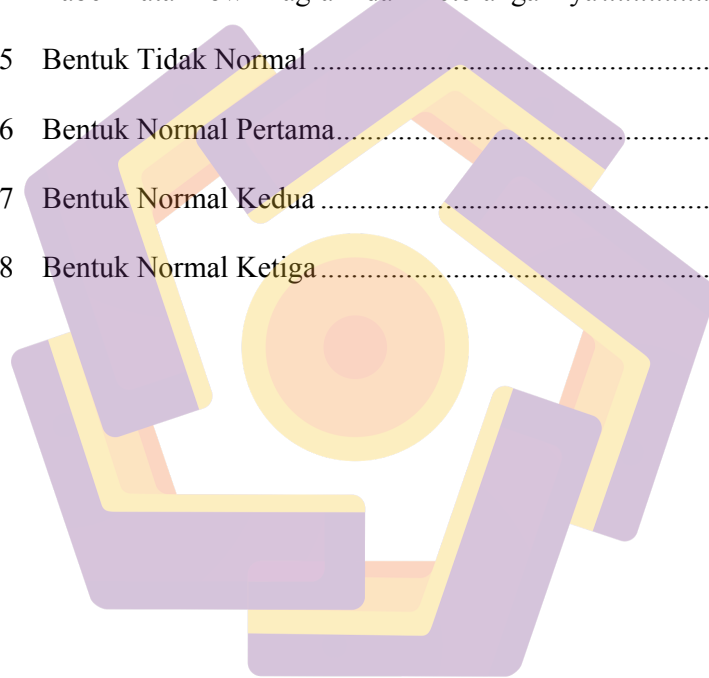 5 Bentuk Tidak Normal ........................................................
6 Bentuk Normal Pertama.....................................................
7 Bentuk Normal Kedua .......................................................
8 Bentuk Normal Ketiga.......................................................